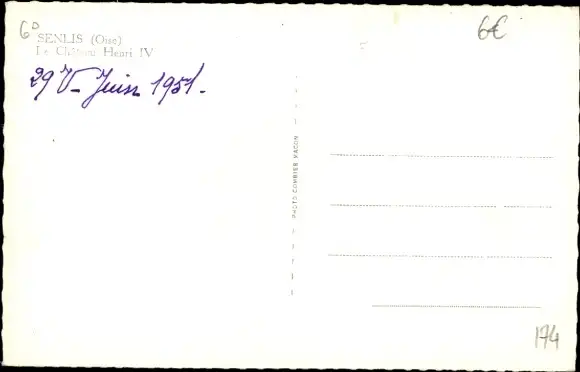 6D
6€
SENLIS (Oise)
Le Château Henri IV
29 V - Juin 1951.
PHOTO COMBIER MACON
174